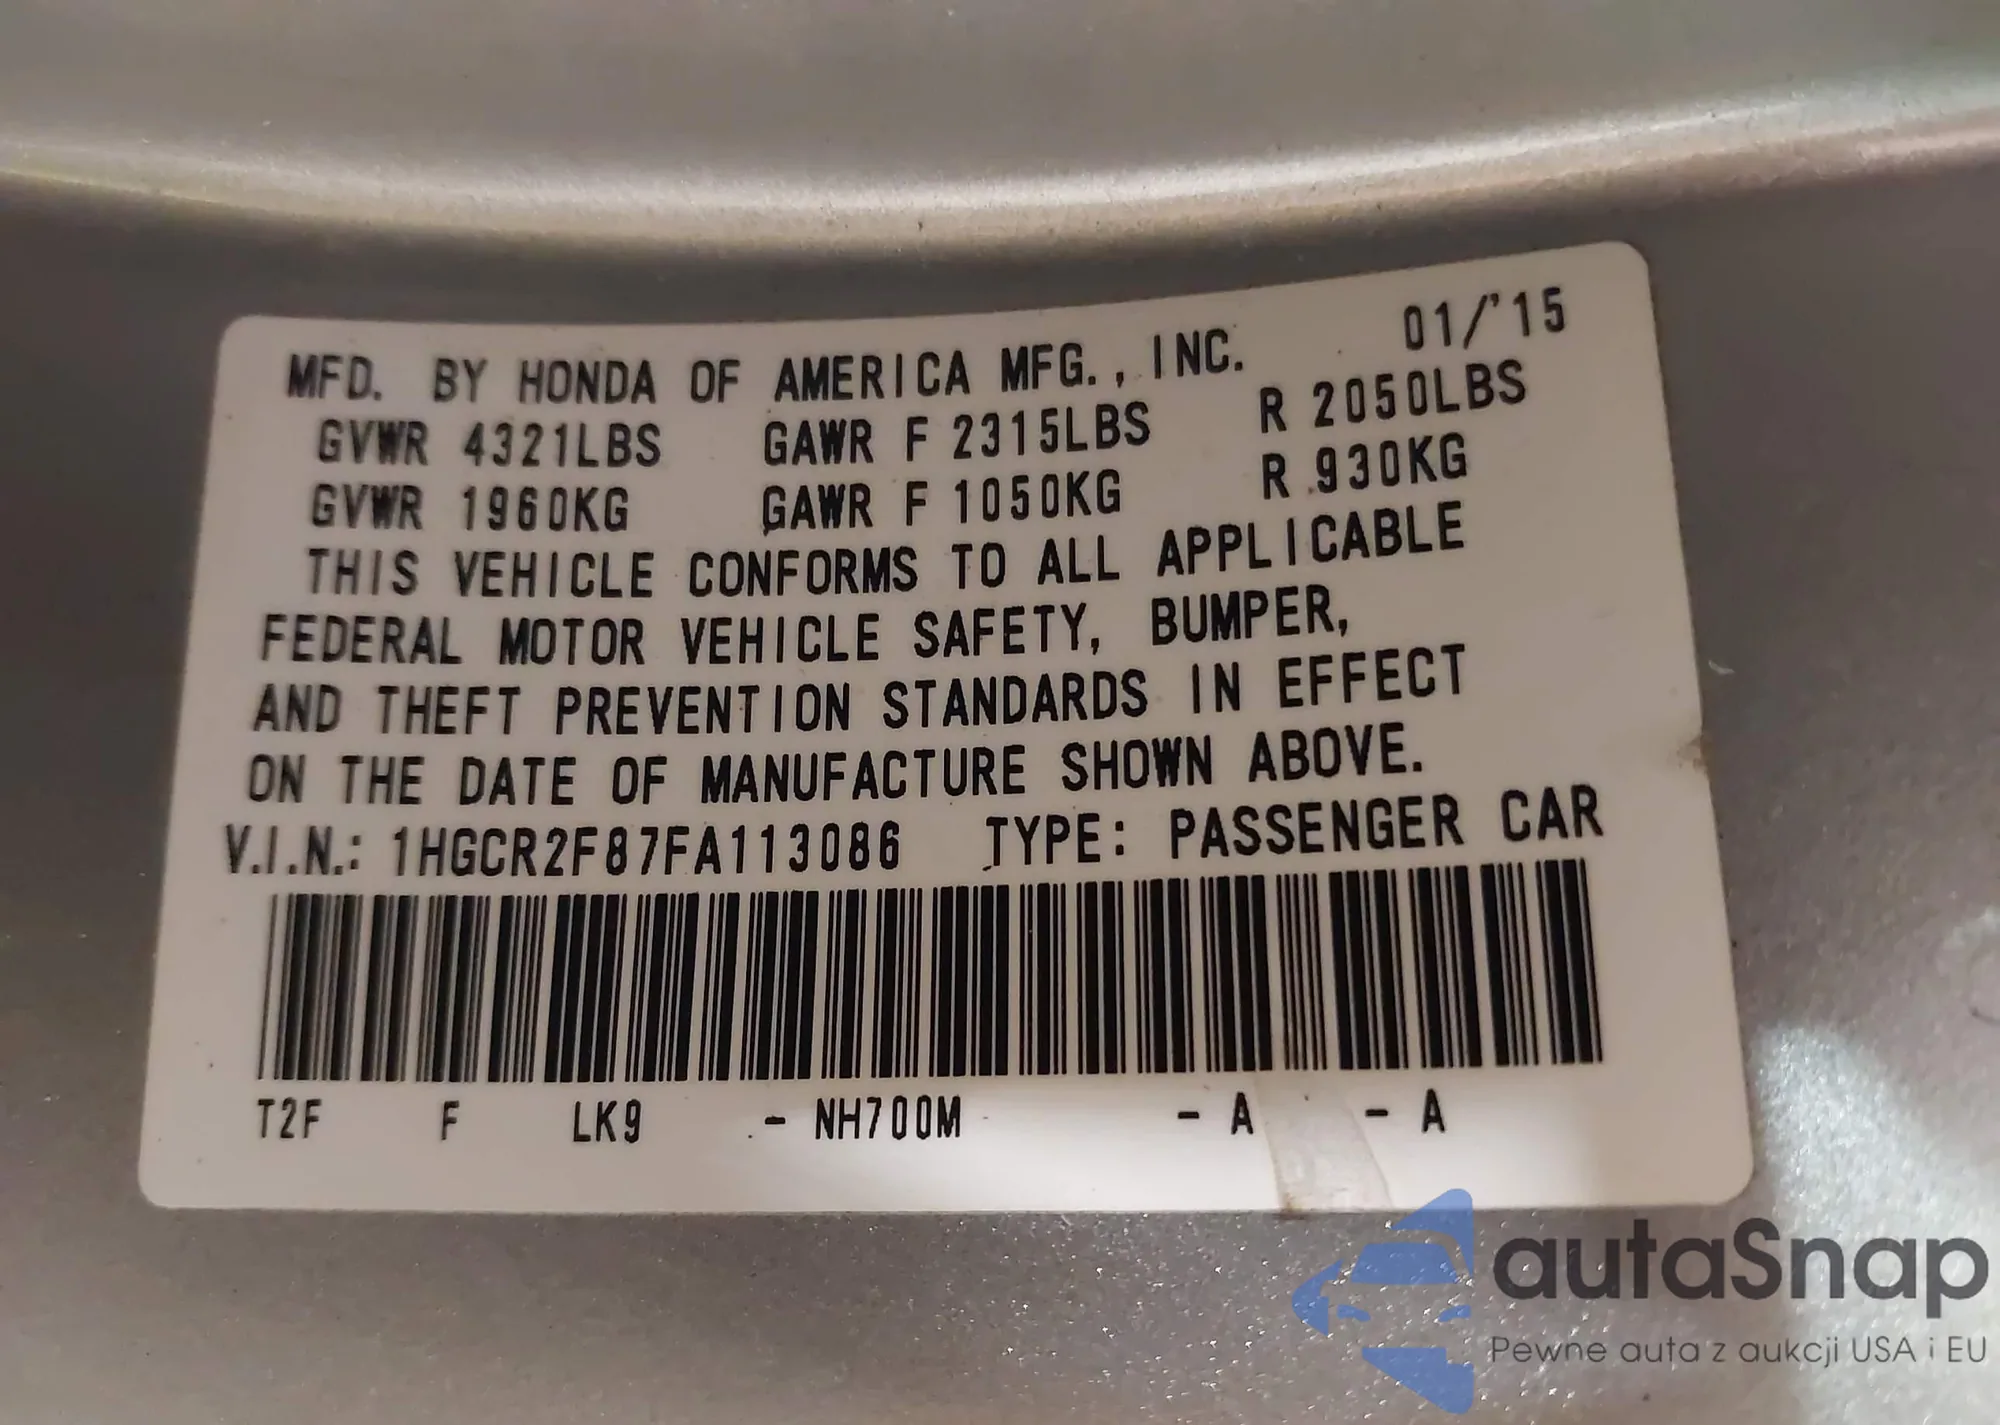 MFD. BY HONDA OF AMERICA MFG., INC. 01/'15
GVWR 4321LBS GAWR F 2315LBS R 2050LBS
GVWR 1960KG GAWR F 1050KG R 930KG
THIS VEHICLE CONFORMS TO ALL APPLICABLE
FEDERAL MOTOR VEHICLE SAFETY, BUMPER,
AND THEFT PREVENTION STANDARDS IN EFFECT
ON THE DATE OF MANUFACTURE SHOWN ABOVE.
V.I.N.: 1HGCR2F87FA113086 TYPE: PASSENGER CAR
T2F F LK9 - NH700M - A - A
autaSnap
Pewne auta z aukcji USA i EU